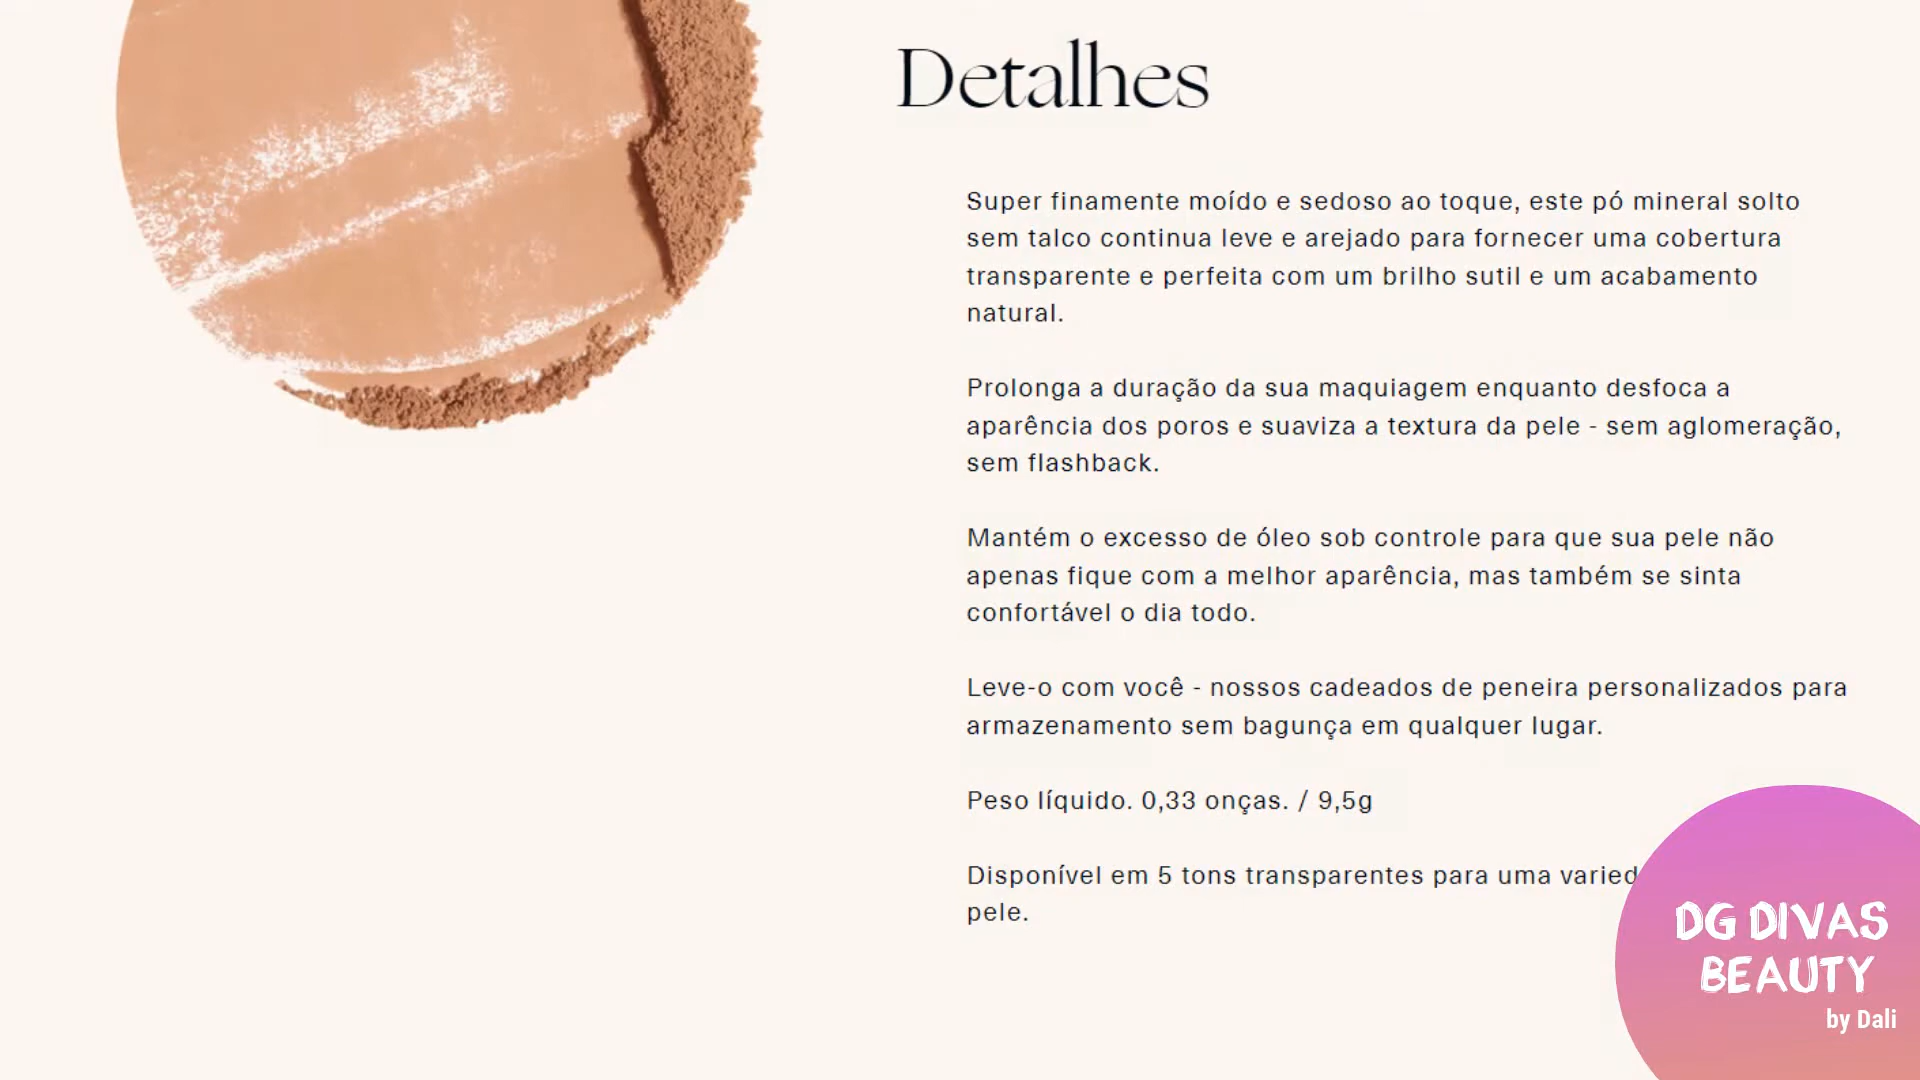 Detalhes
Super finamente moído e sedoso ao toque, este pó mineral solto
sem talco continua leve e arejado para fornecer uma cobertura
transparente e perfeita com um brilho sutil e um acabamento
natural.
Prolonga a duração da sua maquiagem enquanto desfoca a
aparência dos poros e suaviza a textura da pele - sem aglomeração,
sem flashback.
Mantém o excesso de óleo sob controle para que sua pele não
apenas fique com a melhor aparência, mas também se sinta
confortável o dia todo.
Leve-o com você - nossos cadeados de peneira personalizados para
armazenamento sem bagunça em qualquer lugar.
Peso líquido. 0,33 onças. / 9,5g
Disponível em 5 tons transparentes para uma
pele.
DG DIVAS
BEAUTY
by Dali